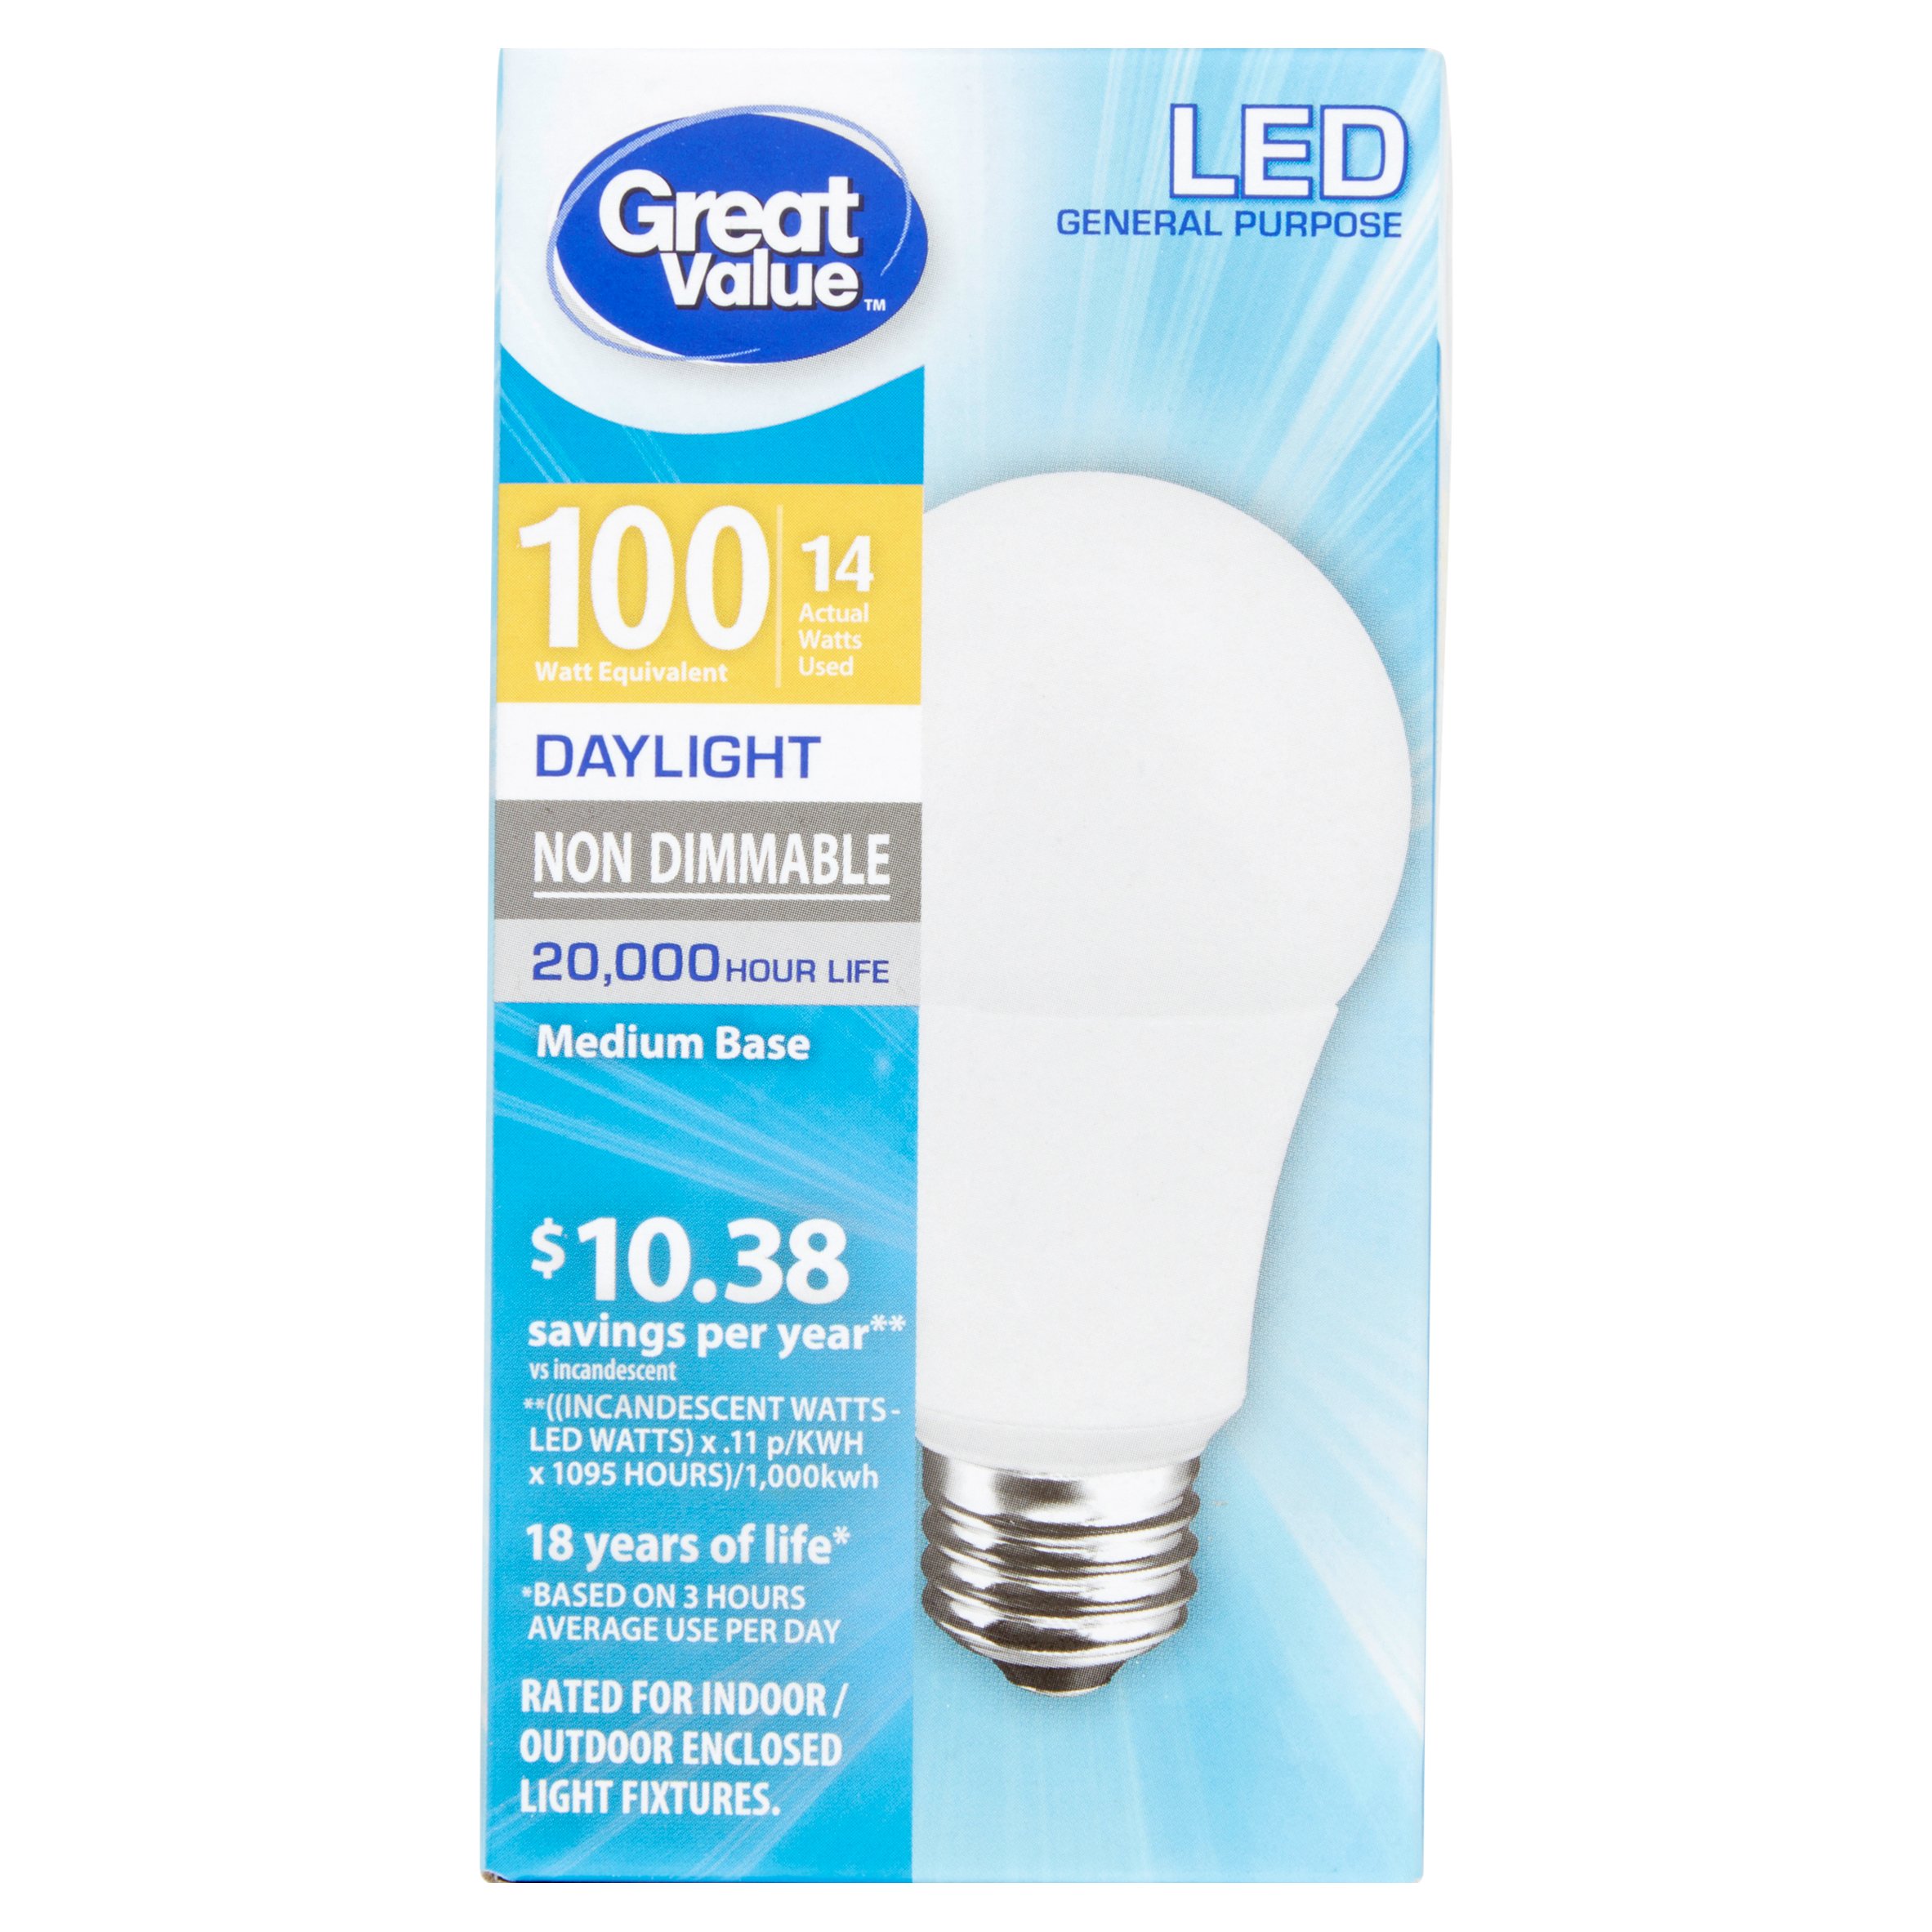 Great
Value™
LED
GENERAL PURPOSE
100
Watt Equivalent
14
Actual
Watts
Used
DAYLIGHT
NON DIMMABLE
20,000 HOUR LIFE
Medium Base
$10.38
savings per year**
vs incandescent
**((INCANDESCENT WATTS -
LED WATTS) x .11 p/KWH
x 1095 HOURS)/1,000kwh
18 years of life*
*BASED ON 3 HOURS
AVERAGE USE PER DAY
RATED FOR INDOOR /
OUTDOOR ENCLOSED
LIGHT FIXTURES.